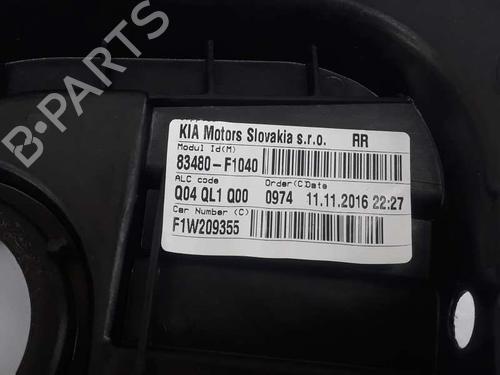 B-PARTS
KIA Motors Slovakia s.r.o. RR
Modul Id(M)
83480-F1040
ALC code Order(C)Date
Q04 QL1 Q00 0974 11.11.2016 22:27
Car Number (C)
F1W209355